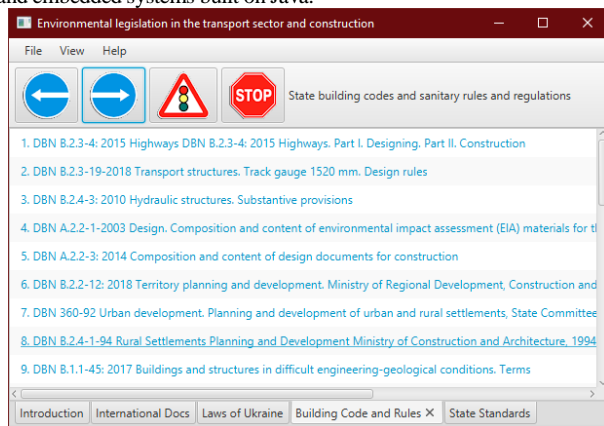 and embedded systems built on Java.
Environmental legislation in the transport sector and construction
File View Help
STOP
State building codes and sanitary rules and regulations
1. DBN B.2.3-4: 2015 Highways DBN B.2.3-4: 2015 Highways. Part I. Designing. Part II. Construction
2. DBN B.2.3-19-2018 Transport structures. Track gauge 1520 mm. Design rules
3. DBN B.2.4-3: 2010 Hydraulic structures. Substantive provisions
4. DBN A.2.2-1-2003 Design. Composition and content of environmental impact assessment (EIA) materials for
5. DBN A.2.2-3: 2014 Composition and content of design documents for construction
6. DBN B.2.2-12: 2018 Territory planning and development. Ministry of Regional Development, Construction and
7. DBN 360-92 Urban development. Planning and development of urban and rural settlements, State Committee
8. DBN B.2.4-1-94 Rural Settlements Planning and Development Ministry of Construction and Architecture, 1994
9. DBN B.1.1-45: 2017 Buildings and structures in difficult engineering-geological conditions. Terms
Introduction International Docs Laws of Ukraine Building Code and Rules State Standards